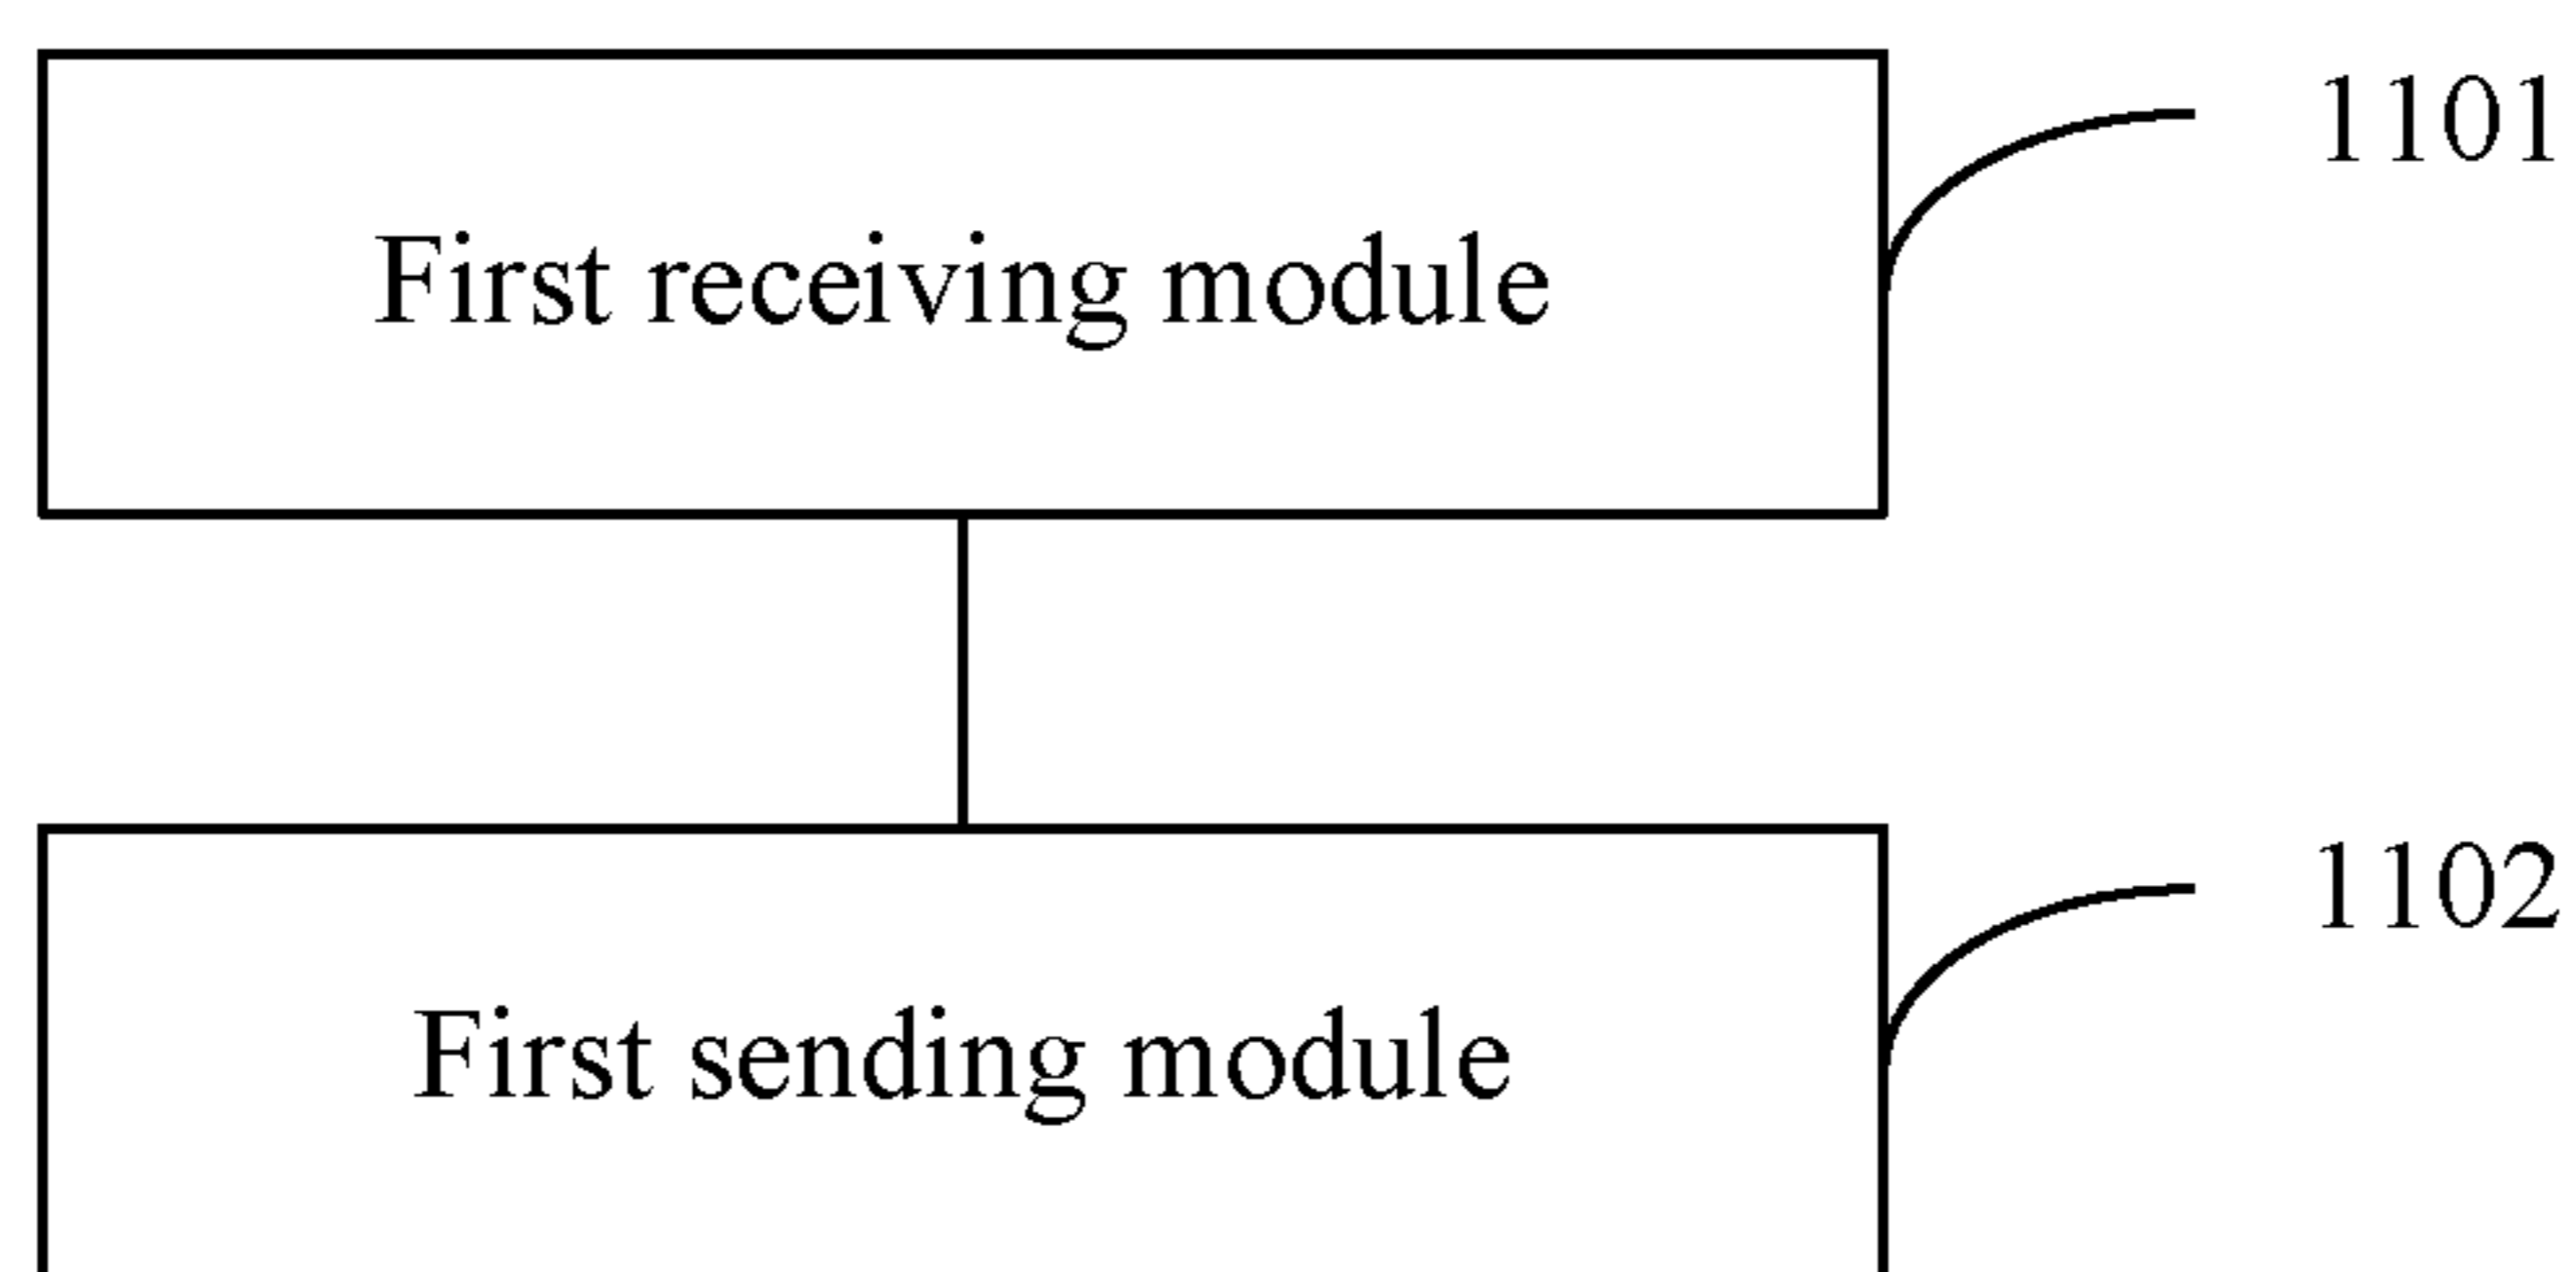 1101
First receiving module
1102
First sending module